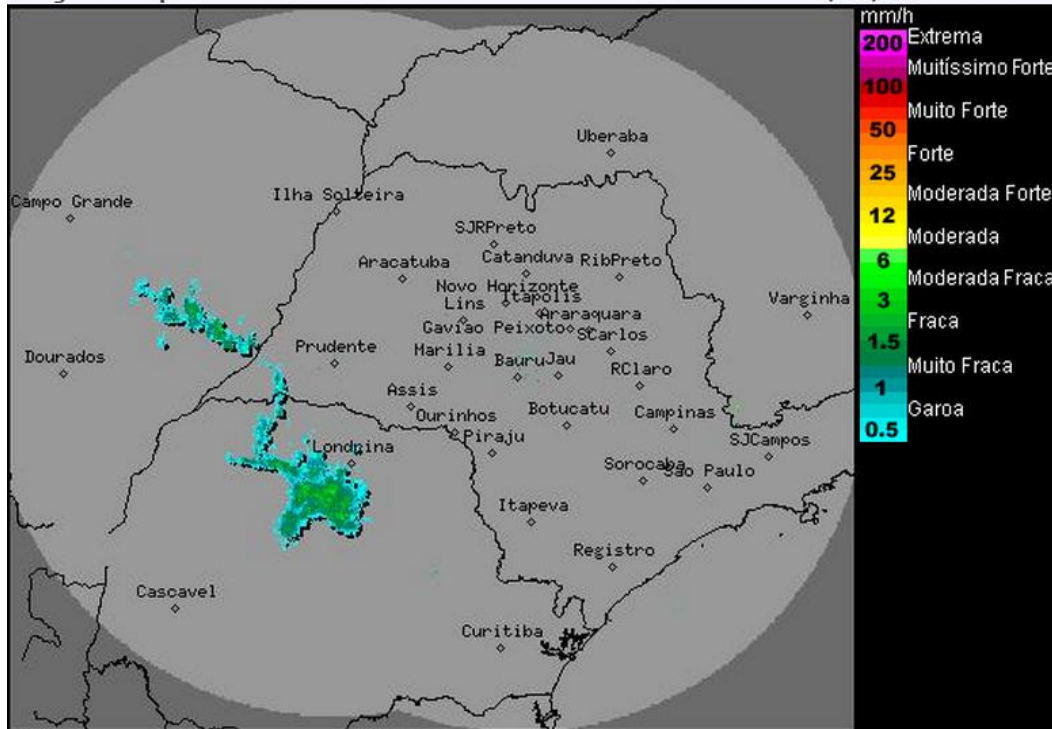 mm/h
200 Extrema
Muitíssimo Forte
100
Muito Forte
50
Forte
25
Moderada Forte
12
Moderada
6
Moderada Fraca
3
Fraca
1.5
Muito Fraca
1
Garoa
0.5
Uberaba
Campo Grande
Ilha Solteira
SJRPreto
Aracatuba
Catanduva
RibPreto
Novo Horizonte
Lins
Itapolis
Varginha
Araraquara
Gaviao Peixoto
SCarlos
Dourados
Prudente
Marilia
Bauru
Jau
RClaro
Assis
Ourinhos
Botucatu
Campinas
Londrina
Piraju
SJCampos
Sorocaba
Sao Paulo
Itapeva
Registro
Cascavel
Curitiba